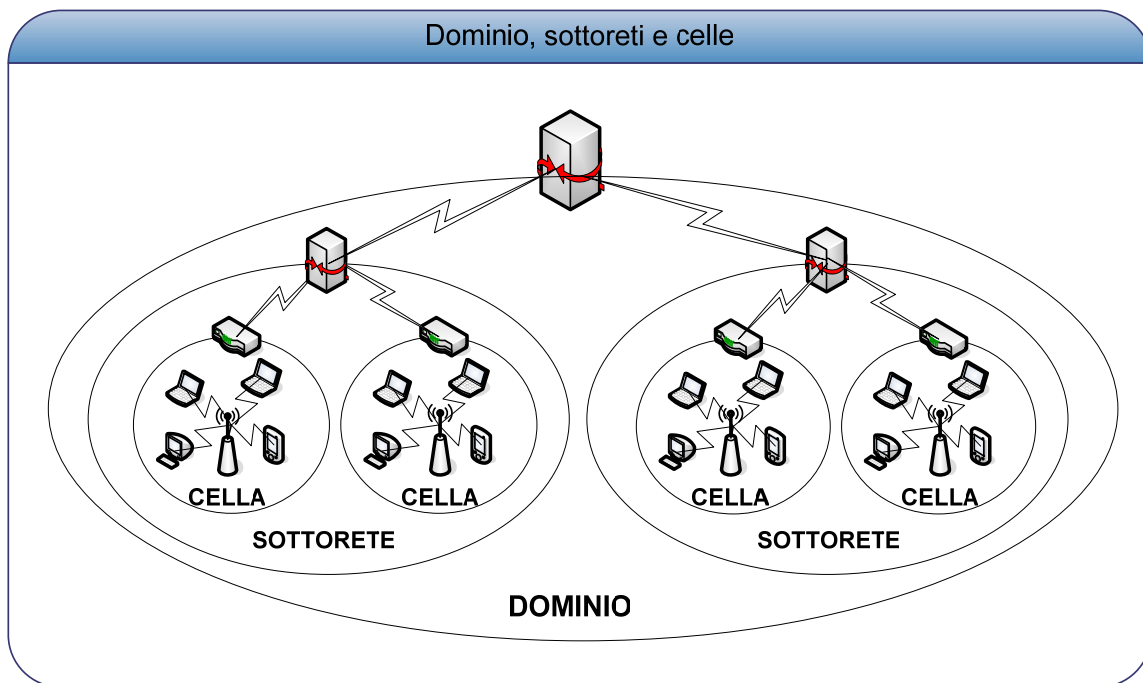 Dominio, sottoreti e celle
CELLA
CELLA
CELLA
CELLA
SOTTORETE
SOTTORETE
DOMINIO